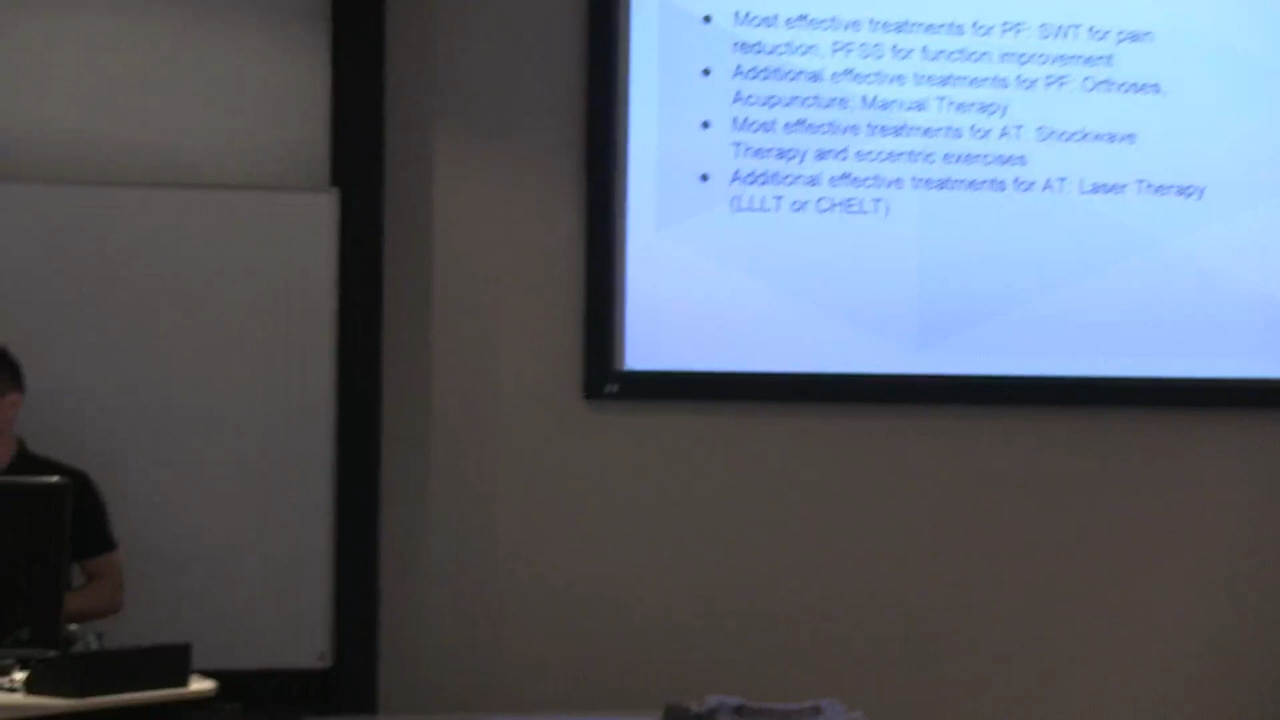 • Most effective treatments for PF: SWT for pain
reduction, PFSS for function improvement
• Additional effective treatments for PF: Orthoses,
Acupuncture, Manual Therapy
• Most effective treatments for AT: Shockwave
Therapy and eccentric exercises
• Additional effective treatments for AT: Laser Therapy
(LLLT or CHELT)